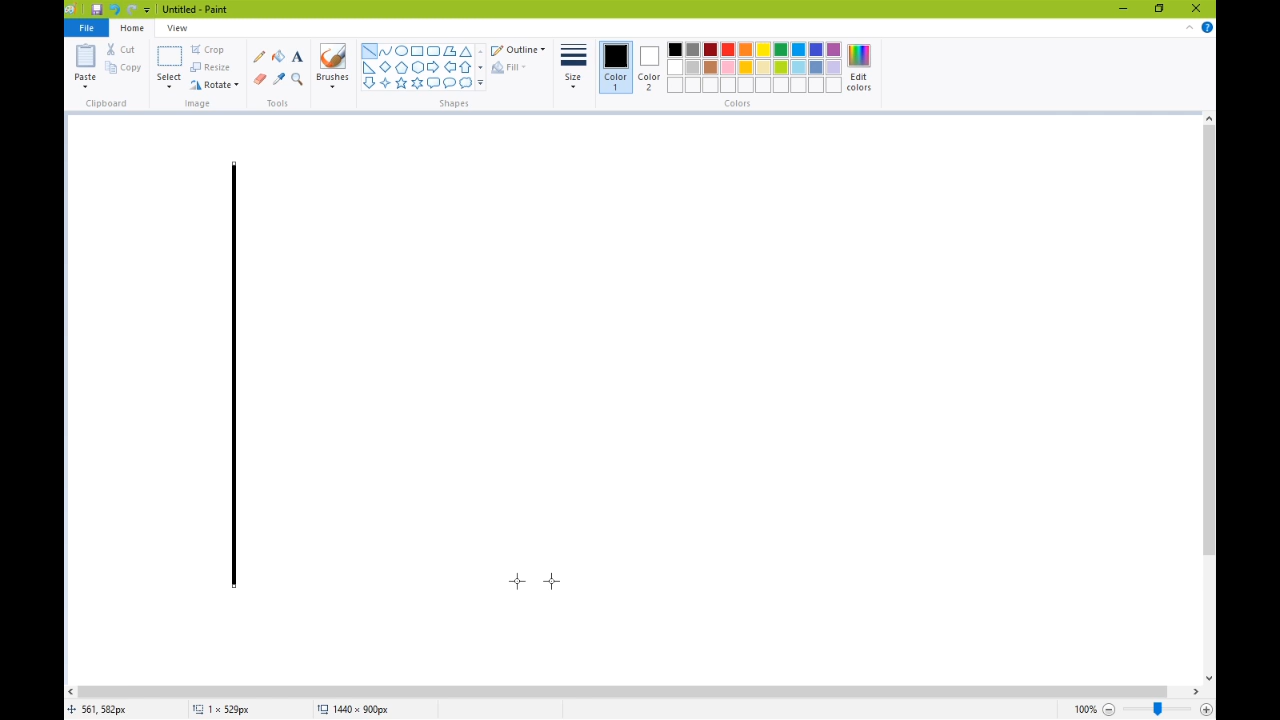 Untitled - Paint
File Home View
Paste
Cut
Copy
Clipboard
Select
Crop
Resize
Rotate
Image
A
Tools
Brushes
Shapes
Outline
Fill
Size
Color 1
Color 2
Edit colors
Colors
561, 582px
1 × 529px
1440 × 900px
100%